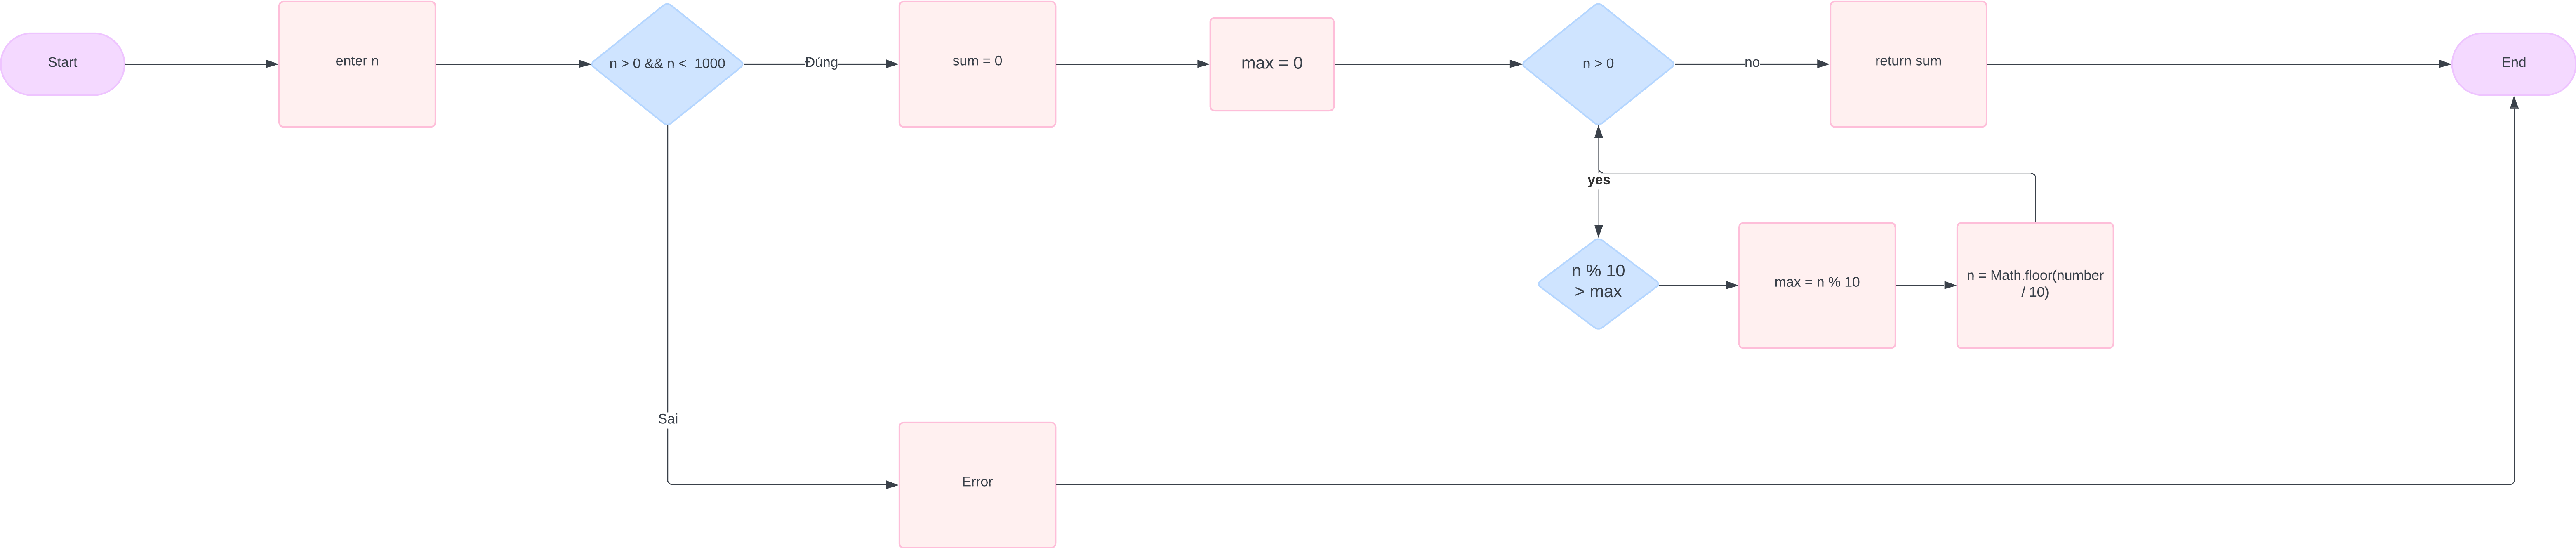 Start
enter n
n > 0 && n < 1000
Đúng
sum = 0
max = 0
n > 0
no
return sum
End
yes
n % 10
> max
max = n % 10
n = Math.floor(number
/ 10)
Sai
Error